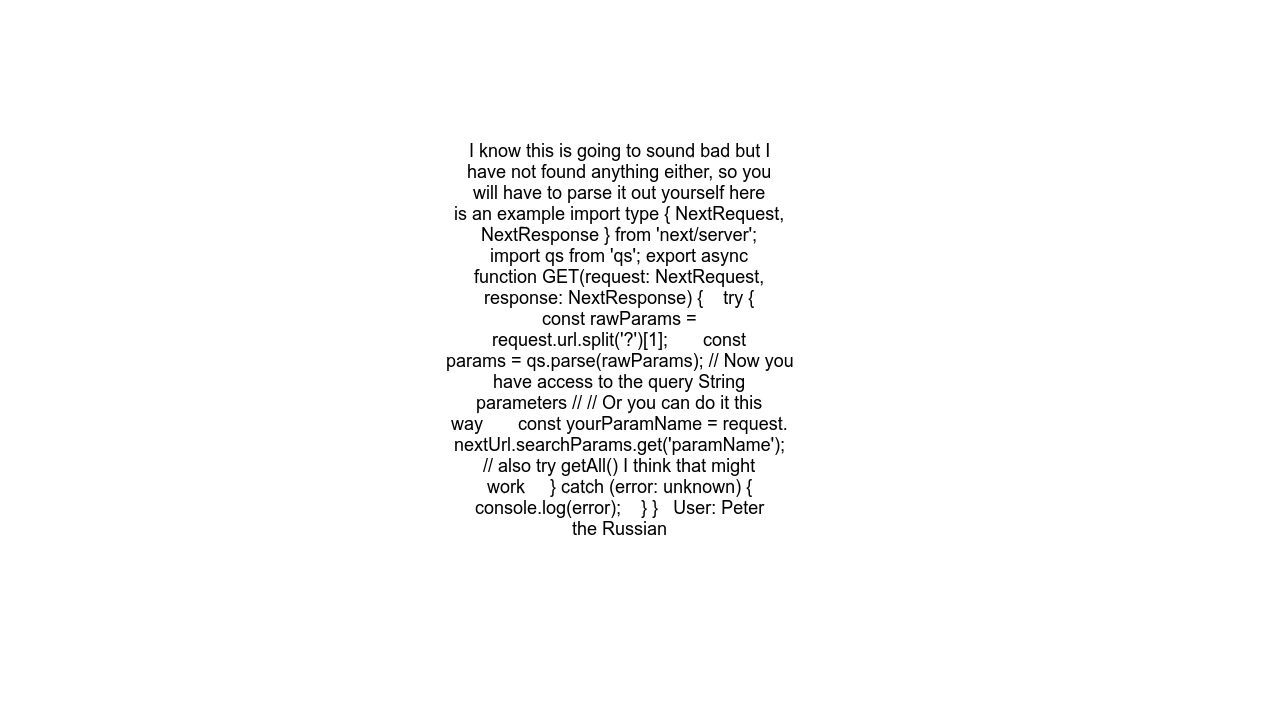 I know this is going to sound bad but I
have not found anything either, so you
will have to parse it out yourself here
is an example import type { NextRequest,
NextResponse } from 'next/server';
import qs from 'qs'; export async
function GET(request: NextRequest,
response: NextResponse) {    try {
const rawParams =
request.url.split('?')[1];       const
params = qs.parse(rawParams); // Now you
have access to the query String
parameters // // Or you can do it this
way       const yourParamName = request.
nextUrl.searchParams.get('paramName');
// also try getAll() I think that might
work     } catch (error: unknown) {
console.log(error);    } }   User: Peter
the Russian